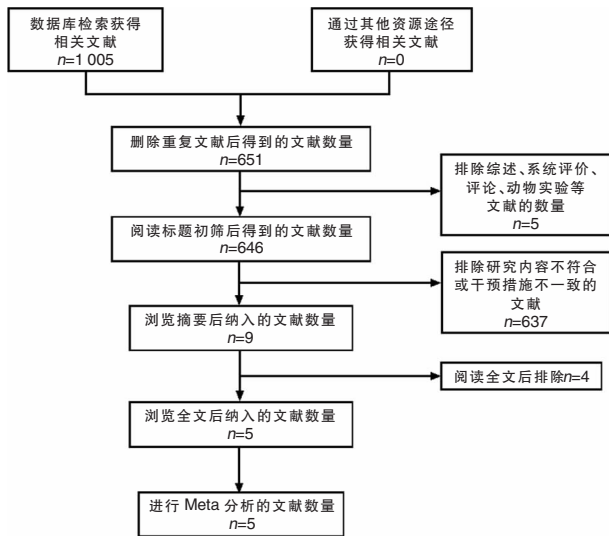 数据库检索获得
相关文献
n=1 005
通过其他资源途径
获得相关文献
n=0
删除重复文献后得到的文献数量
n=651
排除综述、系统评价、
评论、动物实验等
文献的数量
n=5
阅读标题初筛后得到的文献数量
n=646
排除研究内容不符合
或干预措施不一致的
文献
n=637
浏览摘要后纳入的文献数量
n=9
阅读全文后排除n=4
浏览全文后纳入的文献数量
n=5
进行 Meta 分析的文献数量
n=5